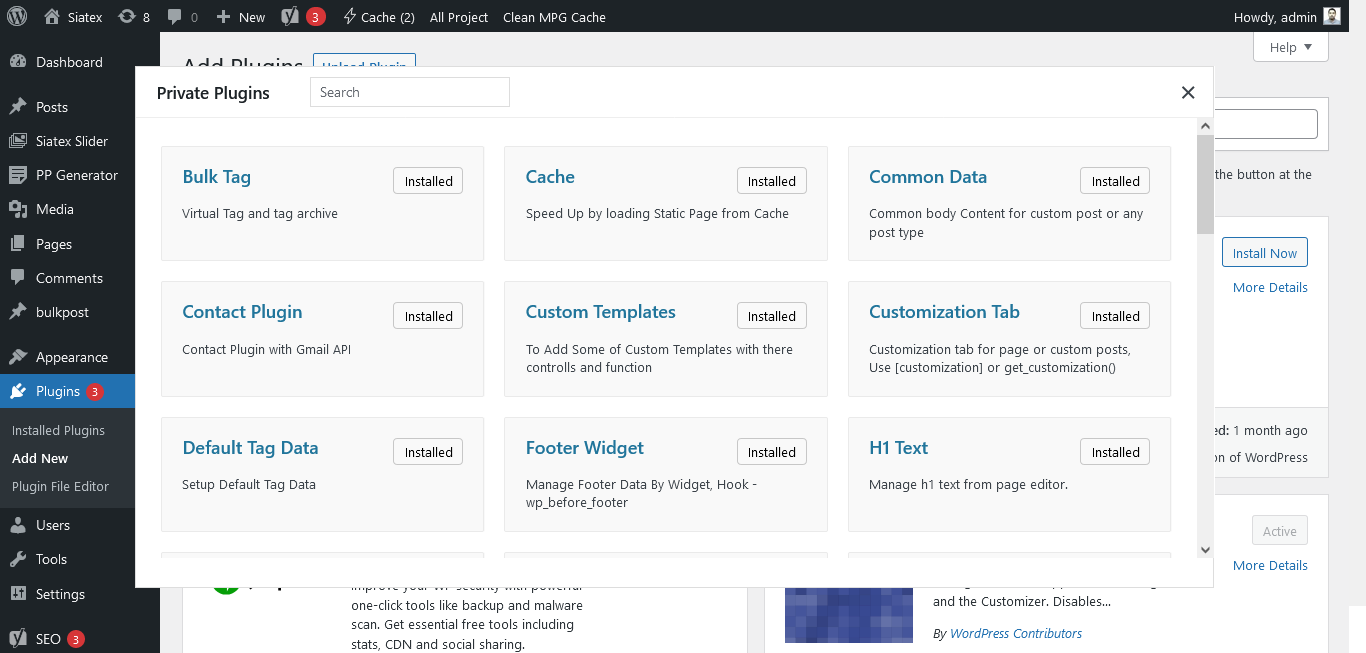 Siatex
8
0
New
3
Cache (2)
All Project
Clean MPG Cache
Howdy, admin
Dashboard
Posts
Siatex Slider
PP Generator
Media
Pages
Comments
bulkpost
Appearance
Plugins 3
Installed Plugins
Add New
Plugin File Editor
Users
Tools
Settings
SEO 3
Help
Add Plugins
Upload Plugin
Private Plugins
Search
Bulk Tag
Installed
Virtual Tag and tag archive
Cache
Installed
Speed Up by loading Static Page from Cache
Common Data
Installed
Common body Content for custom post or any
post type
Contact Plugin
Installed
Contact Plugin with Gmail API
Custom Templates
Installed
To Add Some of Custom Templates with there
controlls and function
Customization Tab
Installed
Customization tab for page or custom posts,
Use [customization] or get_customization()
Default Tag Data
Installed
Setup Default Tag Data
Footer Widget
Installed
Manage Footer Data By Widget, Hook -
wp_before_footer
H1 Text
Installed
Manage h1 text from page editor.
the button at the
Install Now
More Details
1 month ago
of WordPress
Active
More Details
Improve your WP security with powerful
one-click tools like backup and malware
scan. Get essential free tools including
stats, CDN and social sharing.
and the Customizer. Disables...
By WordPress Contributors